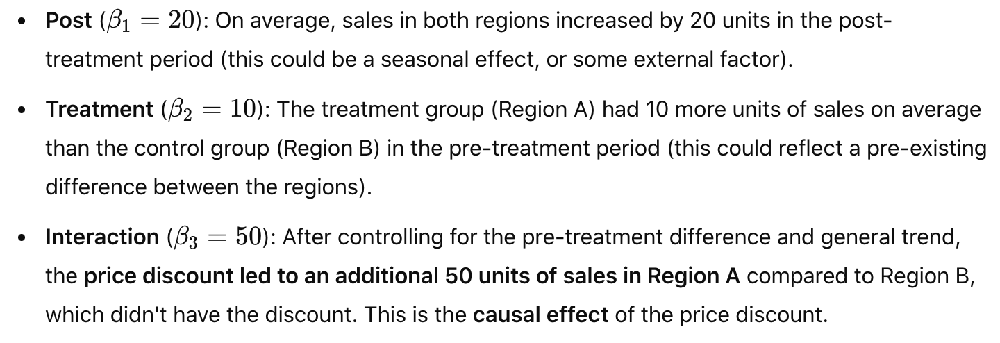 • Post (β₁ = 20): On average, sales in both regions increased by 20 units in the post-
treatment period (this could be a seasonal effect, or some external factor).
• Treatment (β₂ = 10): The treatment group (Region A) had 10 more units of sales on average
than the control group (Region B) in the pre-treatment period (this could reflect a pre-existing
difference between the regions).
• Interaction (β₃ = 50): After controlling for the pre-treatment difference and general trend,
the price discount led to an additional 50 units of sales in Region A compared to Region B,
which didn't have the discount. This is the causal effect of the price discount.